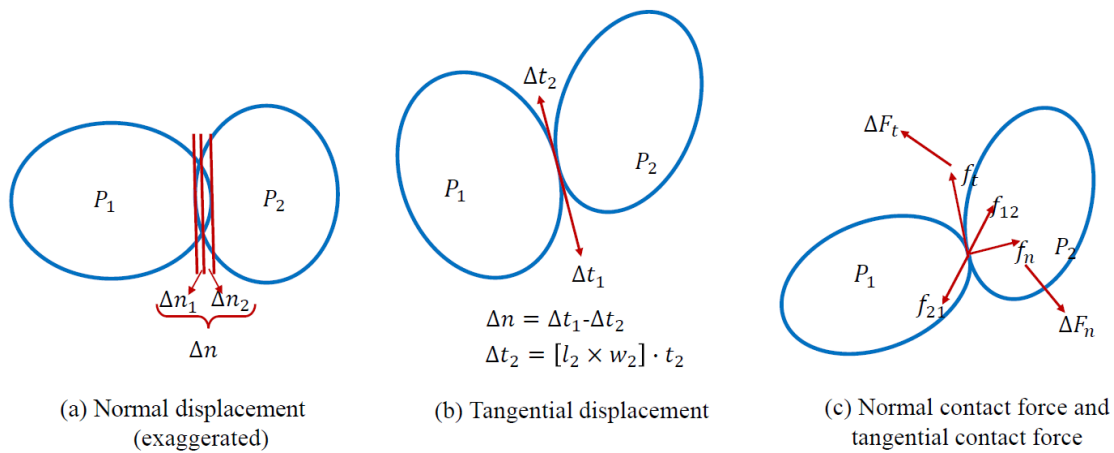 P₁
P₂
Δn₁
Δn₂
Δn
(a) Normal displacement
(exaggerated)
Δt₂
P₁
P₂
Δt₁
Δn = Δt₁-Δt₂
Δt₂ = [l₂ × w₂] · t₂
(b) Tangential displacement
ΔFₜ
fₜ
f₁₂
fₙ
P₂
P₁
f₂₁
ΔFₙ
(c) Normal contact force and
tangential contact force